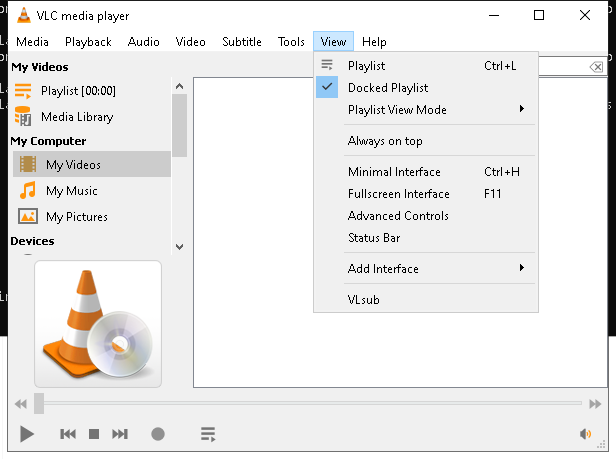 VLC media player
Media Playback Audio Video Subtitle Tools View Help
My Videos
Playlist [00:00]
Media Library
My Computer
My Videos
My Music
My Pictures
Devices
Playlist Ctrl+L
Docked Playlist
Playlist View Mode
Always on top
Minimal Interface Ctrl+H
Fullscreen Interface F11
Advanced Controls
Status Bar
Add Interface
VLsub